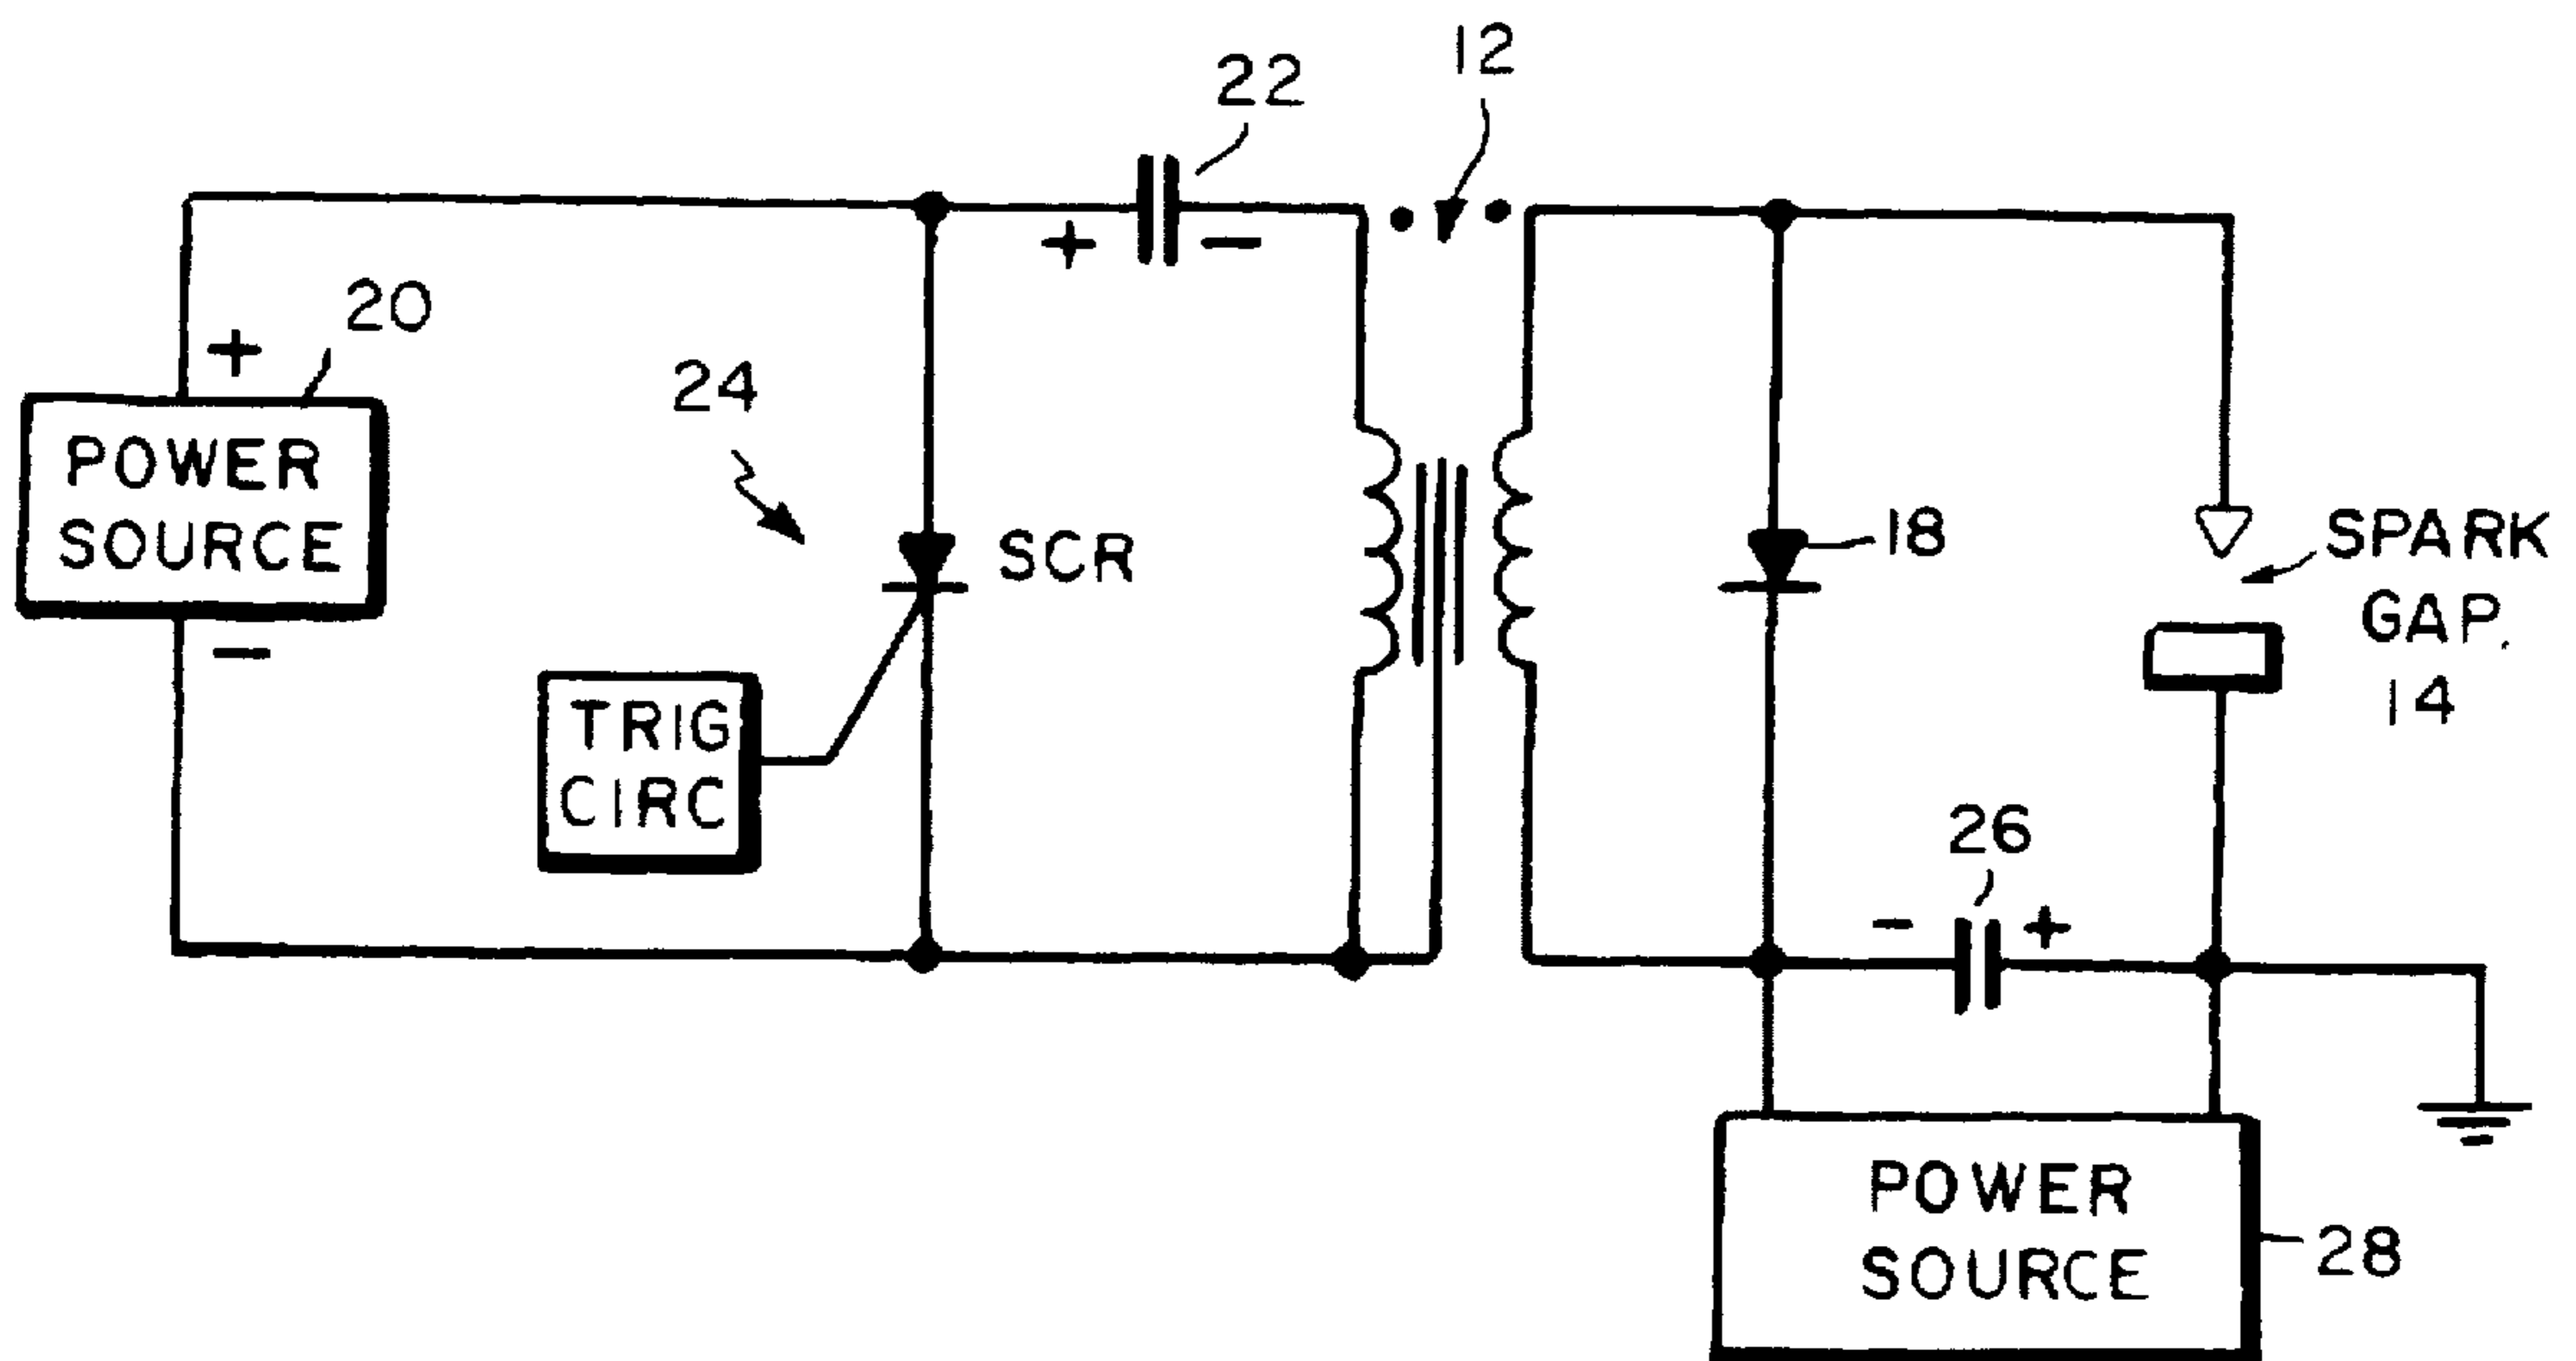 12
22
+ -
20
+
POWER
SOURCE
-
24
SCR
TRIG
CIRC
18
SPARK
GAP.
14
26
- +
POWER
SOURCE
28